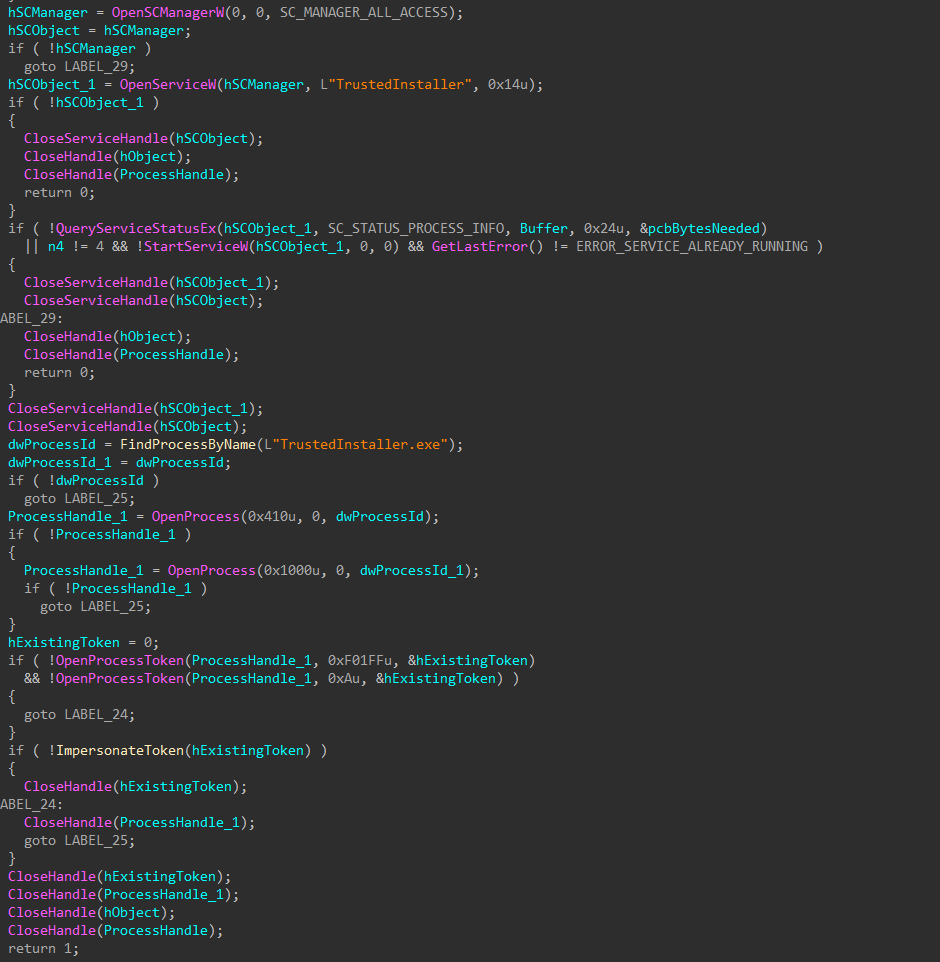 hSCManager = OpenSCManagerW(0, 0, SC_MANAGER_ALL_ACCESS);
hSCObject = hSCManager;
if ( !hSCManager )
  goto LABEL_29;
hSCObject_1 = OpenServiceW(hSCManager, L"TrustedInstaller", 0x14u);
if ( !hSCObject_1 )
{
  CloseServiceHandle(hSCObject);
  CloseHandle(hObject);
  CloseHandle(ProcessHandle);
  return 0;
}
if ( !QueryServiceStatusEx(hSCObject_1, SC_STATUS_PROCESS_INFO, Buffer, 0x24u, &pcbBytesNeeded)
  || n4 != 4 && !StartServiceW(hSCObject_1, 0, 0) && GetLastError() != ERROR_SERVICE_ALREADY_RUNNING )
{
  CloseServiceHandle(hSCObject_1);
  CloseServiceHandle(hSCObject);
ABEL_29:
  CloseHandle(hObject);
  CloseHandle(ProcessHandle);
  return 0;
}
CloseServiceHandle(hSCObject_1);
CloseServiceHandle(hSCObject);
dwProcessId = FindProcessByName(L"TrustedInstaller.exe");
dwProcessId_1 = dwProcessId;
if ( !dwProcessId )
  goto LABEL_25;
ProcessHandle_1 = OpenProcess(0x410u, 0, dwProcessId);
if ( !ProcessHandle_1 )
{
  ProcessHandle_1 = OpenProcess(0x1000u, 0, dwProcessId_1);
  if ( !ProcessHandle_1 )
    goto LABEL_25;
}
hExistingToken = 0;
if ( !OpenProcessToken(ProcessHandle_1, 0xF01FFu, &hExistingToken)
  && !OpenProcessToken(ProcessHandle_1, 0xAu, &hExistingToken) )
{
  goto LABEL_24;
}
if ( !ImpersonateToken(hExistingToken) )
{
  CloseHandle(hExistingToken);
ABEL_24:
  CloseHandle(ProcessHandle_1);
  goto LABEL_25;
}
CloseHandle(hExistingToken);
CloseHandle(ProcessHandle_1);
CloseHandle(hObject);
CloseHandle(ProcessHandle);
return 1;